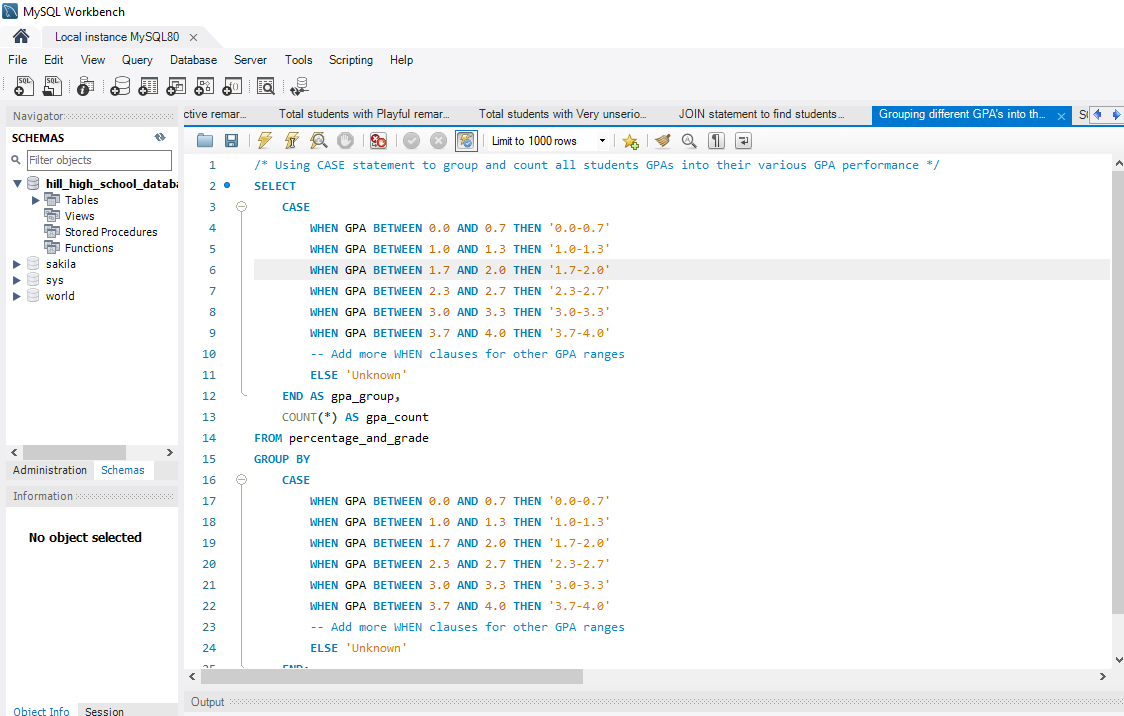 MySQL Workbench
Local instance MySQL80
File Edit View Query Database Server Tools Scripting Help
Navigator
SCHEMAS
Filter objects
hill_high_school_databa
Tables
Views
Stored Procedures
Functions
sakila
sys
world
Administration Schemas
Information
No object selected
Object Info Session
ctive remar... Total students with Playful remar... Total students with Very unserio... JOIN statement to find students... Grouping different GPA's into th...
Limit to 1000 rows
1 /* Using CASE statement to group and count all students GPAs into their various GPA performance */
2 SELECT
3 CASE
4 WHEN GPA BETWEEN 0.0 AND 0.7 THEN '0.0-0.7'
5 WHEN GPA BETWEEN 1.0 AND 1.3 THEN '1.0-1.3'
6 WHEN GPA BETWEEN 1.7 AND 2.0 THEN '1.7-2.0'
7 WHEN GPA BETWEEN 2.3 AND 2.7 THEN '2.3-2.7'
8 WHEN GPA BETWEEN 3.0 AND 3.3 THEN '3.0-3.3'
9 WHEN GPA BETWEEN 3.7 AND 4.0 THEN '3.7-4.0'
10 -- Add more WHEN clauses for other GPA ranges
11 ELSE 'Unknown'
12 END AS gpa_group,
13 COUNT(*) AS gpa_count
14 FROM percentage_and_grade
15 GROUP BY
16 CASE
17 WHEN GPA BETWEEN 0.0 AND 0.7 THEN '0.0-0.7'
18 WHEN GPA BETWEEN 1.0 AND 1.3 THEN '1.0-1.3'
19 WHEN GPA BETWEEN 1.7 AND 2.0 THEN '1.7-2.0'
20 WHEN GPA BETWEEN 2.3 AND 2.7 THEN '2.3-2.7'
21 WHEN GPA BETWEEN 3.0 AND 3.3 THEN '3.0-3.3'
22 WHEN GPA BETWEEN 3.7 AND 4.0 THEN '3.7-4.0'
23 -- Add more WHEN clauses for other GPA ranges
24 ELSE 'Unknown'
Output